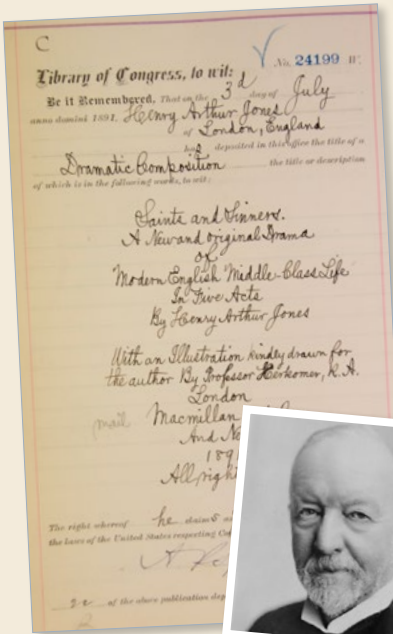 C
No. 24199 W.
Library of Congress, to wit:
Be it Remembered, That on the 3d day of July
anno domini 1891, Henry Arthur Jones
of London, England
has deposited in this office the title of a
Dramatic Composition the title or description
of which is in the following words, to wit:
Saints and Sinners.
A New and original Drama
of
Modern English Middle-Class Life
In Five Acts
By Henry Arthur Jones
With an Illustration kindly drawn for
the author By Professor Herkomer, R.A.
London
mail Macmillan
And
189
All righ
The right whereof he claims
the laws of the United States respecting
of the above publication dep